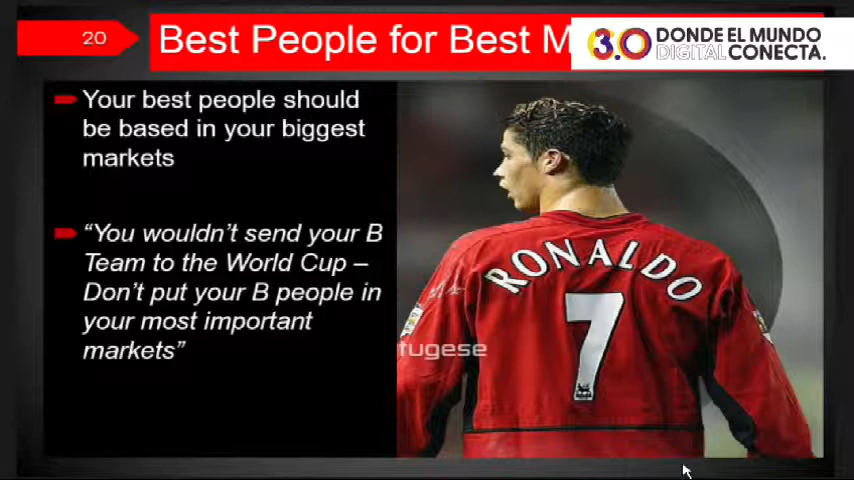 20
Best People for Best M
3.0 DONDE EL MUNDO
DIGITAL CONECTA.
Your best people should
be based in your biggest
markets
“You wouldn’t send your B
Team to the World Cup –
Don’t put your B people in
your most important
markets”
RONALDO
7
fugese